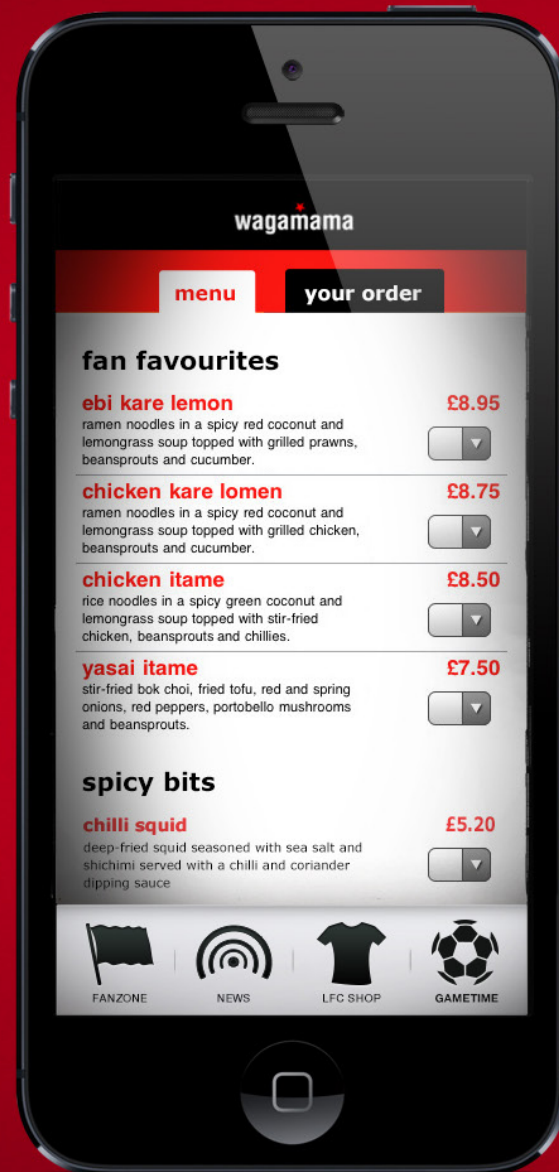 wagamama
menu
your order
fan favourites
ebi kare lemon £8.95
ramen noodles in a spicy red coconut and
lemongrass soup topped with grilled prawns,
beansprouts and cucumber.
chicken kare lomen £8.75
ramen noodles in a spicy red coconut and
lemongrass soup topped with grilled chicken,
beansprouts and cucumber.
chicken itame £8.50
rice noodles in a spicy green coconut and
lemongrass soup topped with stir-fried
chicken, beansprouts and chillies.
yasai itame £7.50
stir-fried bok choi, fried tofu, red and spring
onions, red peppers, portobello mushrooms
and beansprouts.
spicy bits
chilli squid £5.20
deep-fried squid seasoned with sea salt and
shichimi served with a chilli and coriander
dipping sauce
FANZONE
NEWS
LFC SHOP
GAMETIME